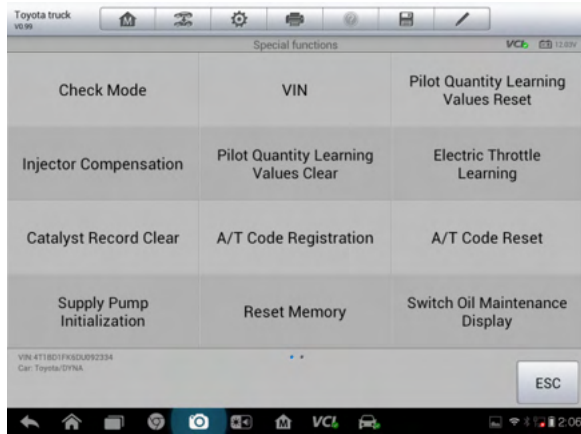 Toyota truck
V0.99
Special functions
VCI 12.03V
Check Mode
VIN
Pilot Quantity Learning
Values Reset
Injector Compensation
Pilot Quantity Learning
Values Clear
Electric Throttle
Learning
Catalyst Record Clear
A/T Code Registration
A/T Code Reset
Supply Pump
Initialization
Reset Memory
Switch Oil Maintenance
Display
VIN:4T1BD1FK6DU092334
Car: Toyota/DYNA
ESC
VCI
2:06